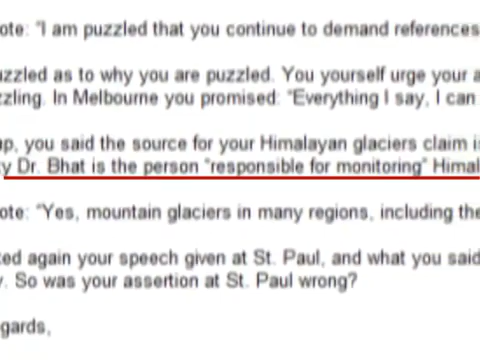 ote: "I am puzzled that you continue to demand references
uzzled as to why you are puzzled. You yourself urge your a
zzling. In Melbourne you promised: "Everything I say, I can
ap, you said the source for your Himalayan glaciers claim i
y Dr. Bhat is the person "responsible for monitoring" Himal
ote: "Yes, mountain glaciers in many regions, including the
ed again your speech given at St. Paul, and what you said
y. So was your assertion at St. Paul wrong?
gards,